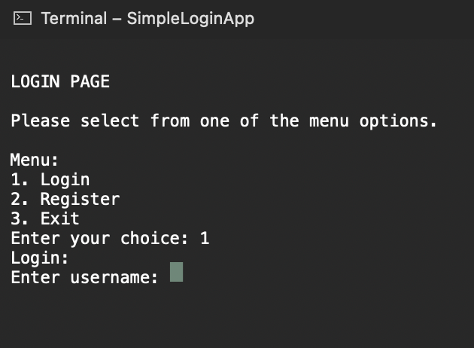 Terminal – SimpleLoginApp
LOGIN PAGE
Please select from one of the menu options.
Menu:
1. Login
2. Register
3. Exit
Enter your choice: 1
Login:
Enter username: